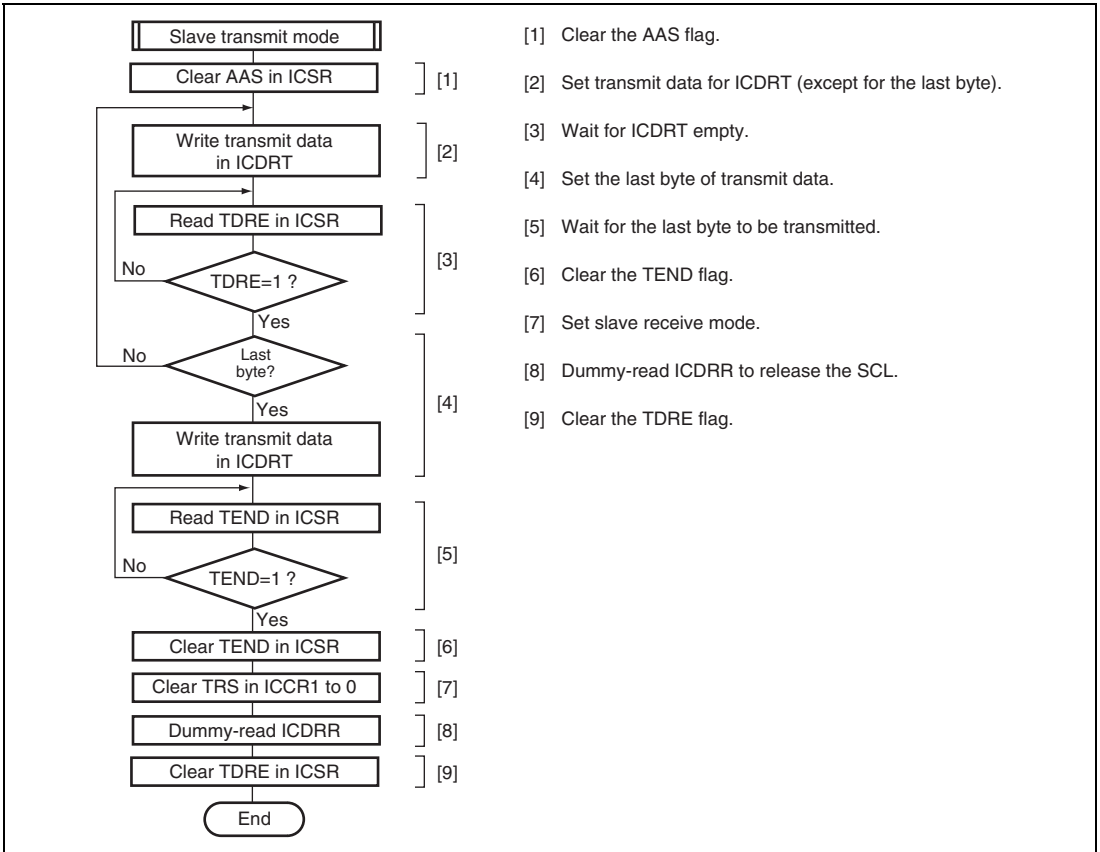 Slave transmit mode
Clear AAS in ICSR
[1]
Write transmit data
in ICDRT
[2]
Read TDRE in ICSR
No
TDRE=1 ?
[3]
Yes
No
Last
byte?
Yes
[4]
Write transmit data
in ICDRT
Read TEND in ICSR
No
TEND=1 ?
[5]
Yes
Clear TEND in ICSR
[6]
Clear TRS in ICCR1 to 0
[7]
Dummy-read ICDRR
[8]
Clear TDRE in ICSR
[9]
End
[1] Clear the AAS flag.
[2] Set transmit data for ICDRT (except for the last byte).
[3] Wait for ICDRT empty.
[4] Set the last byte of transmit data.
[5] Wait for the last byte to be transmitted.
[6] Clear the TEND flag.
[7] Set slave receive mode.
[8] Dummy-read ICDRR to release the SCL.
[9] Clear the TDRE flag.